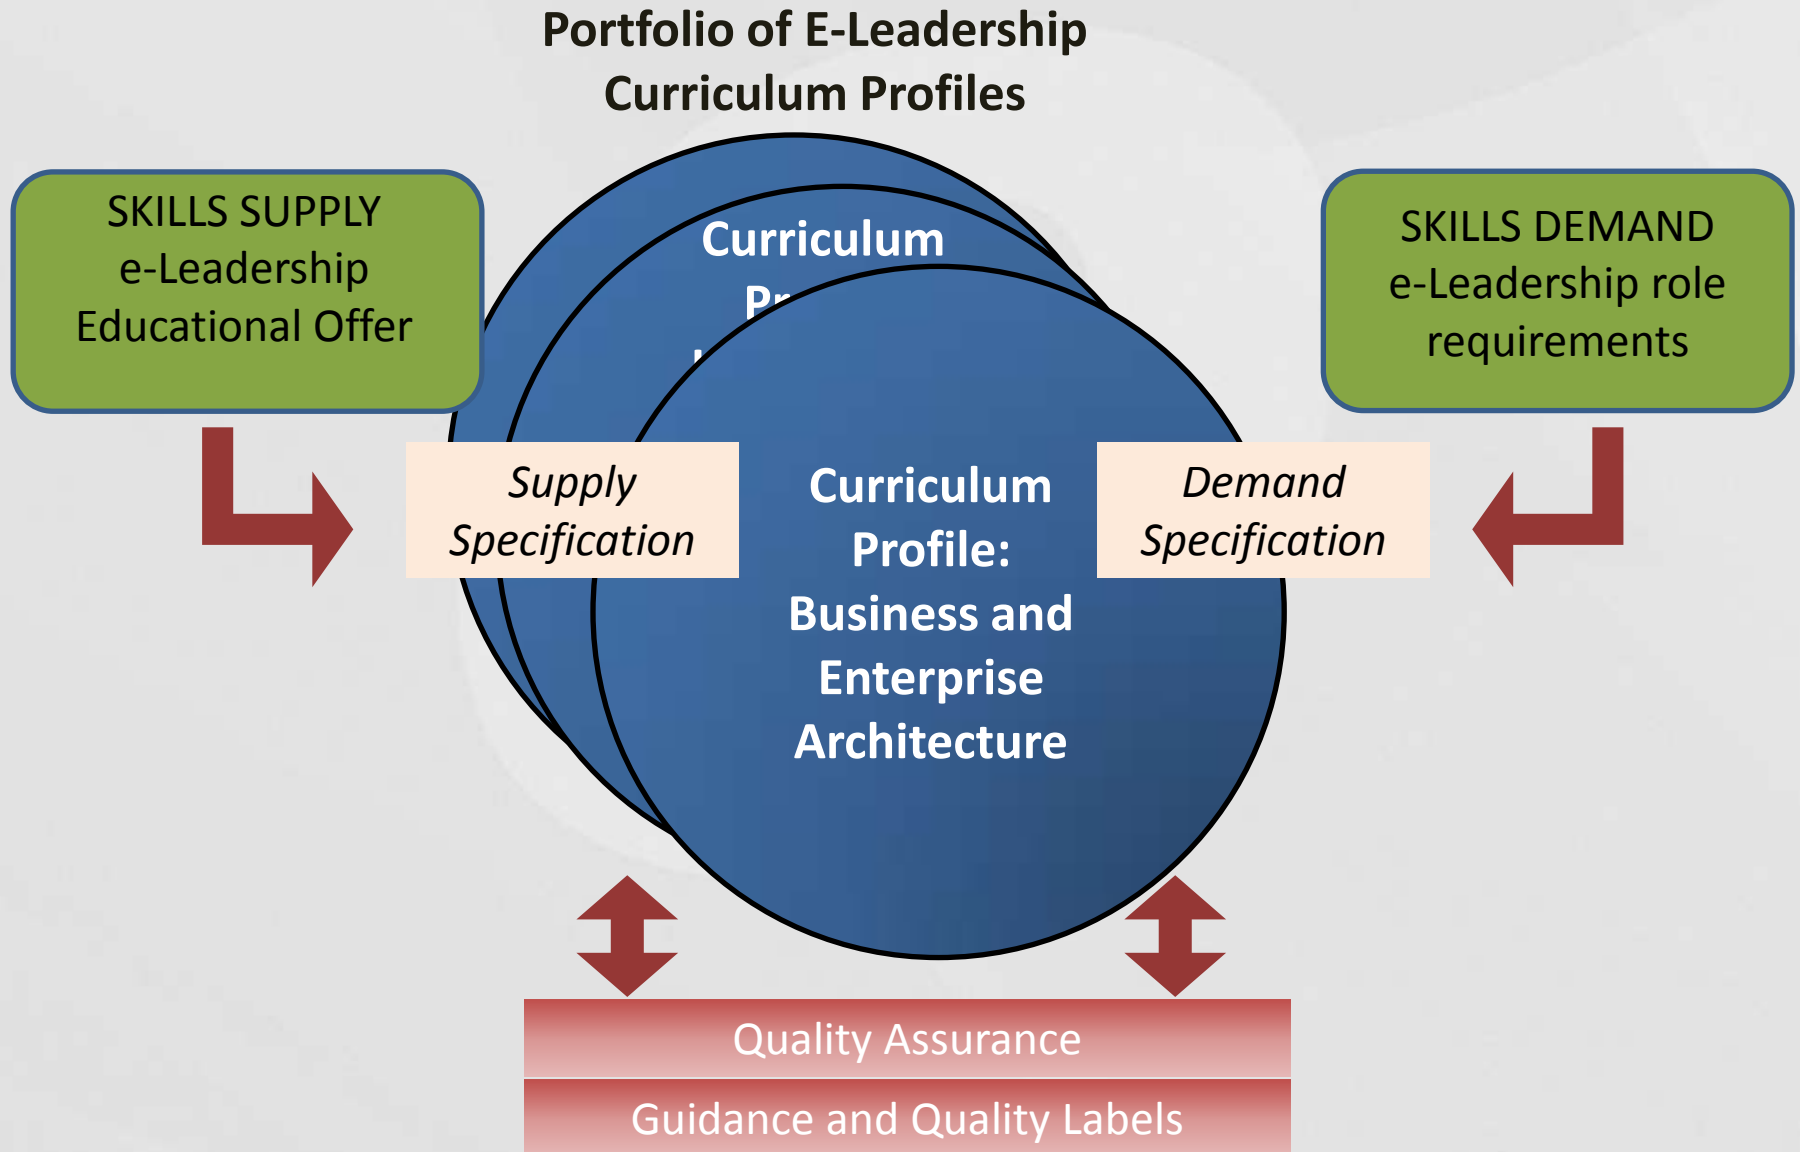 Portfolio of E-Leadership
Curriculum Profiles
SKILLS SUPPLY
e-Leadership
Educational Offer
Curriculum
SKILLS DEMAND
e-Leadership role
requirements
Supply
Specification
Curriculum
Profile:
Business and
Enterprise
Architecture
Demand
Specification
Quality Assurance
Guidance and Quality Labels